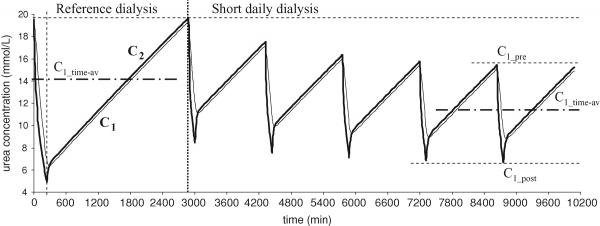 Reference dialysis
Short daily dialysis
urea concentration (mmol/L)
20
18
16
14
12
10
8
6
4
C1_time-av
C2
C1
C1_pre
C1_time-av
C1_post
0 600 1200 1800 2400 3000 3600 4200 4800 5400 6000 6600 7200 7800 8400 9000 9600 10200
time (min)